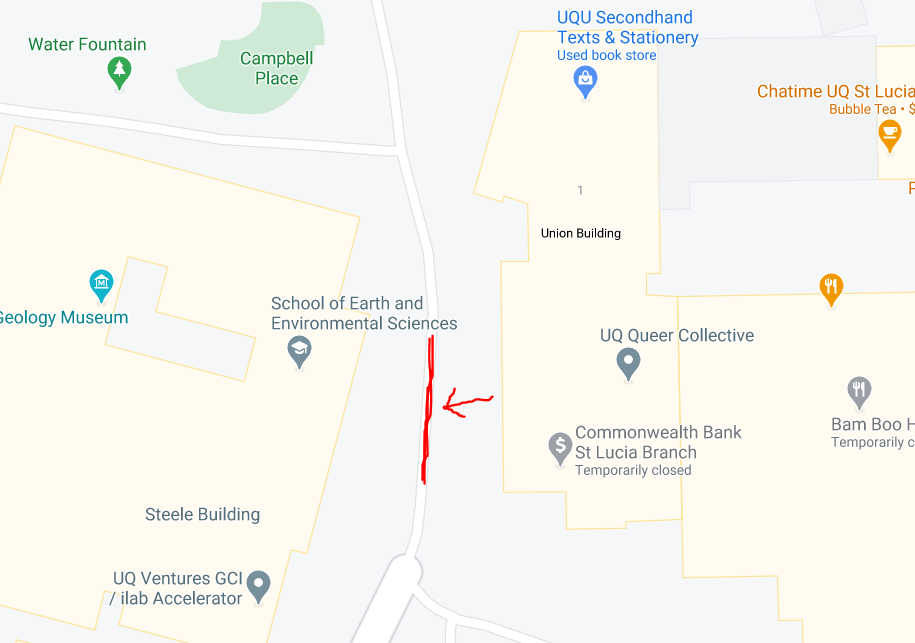 UQU Secondhand
Texts & Stationery
Used book store
Water Fountain
Campbell
Place
Chatime UQ St Lucia
Bubble Tea • $
1
Union Building
Geology Museum
School of Earth and
Environmental Sciences
UQ Queer Collective
Commonwealth Bank
St Lucia Branch
Temporarily closed
Bam Boo H
Temporarily c
Steele Building
UQ Ventures GCI
/ ilab Accelerator